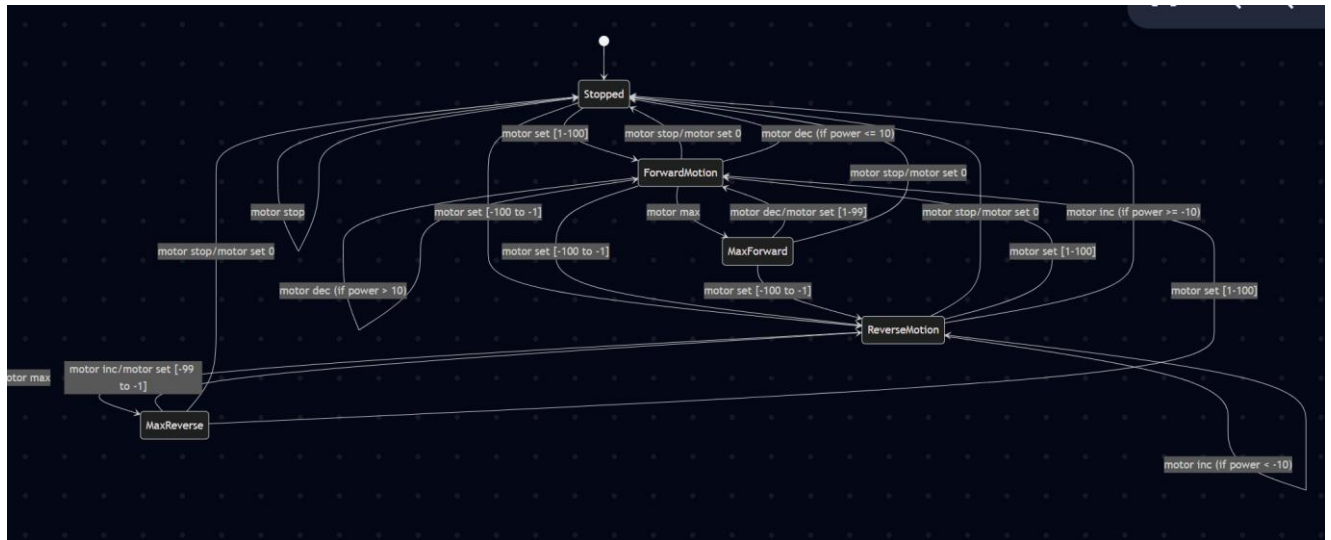 Stopped
motor set [1-100]
motor stop/motor set 0
motor dec (if power <= 10)
ForwardMotion
motor stop/motor set 0
motor stop
motor set [-100 to -1]
motor max
motor dec/motor set [1-99]
motor stop/motor set 0
motor inc (if power >= -10)
motor stop/motor set 0
motor set [-100 to -1]
MaxForward
motor set [1-100]
motor dec (if power > 10)
motor set [-100 to -1]
motor set [1-100]
ReverseMotion
motor inc/motor set [-99
to -1]
max
MaxReverse
motor inc (if power < -10)